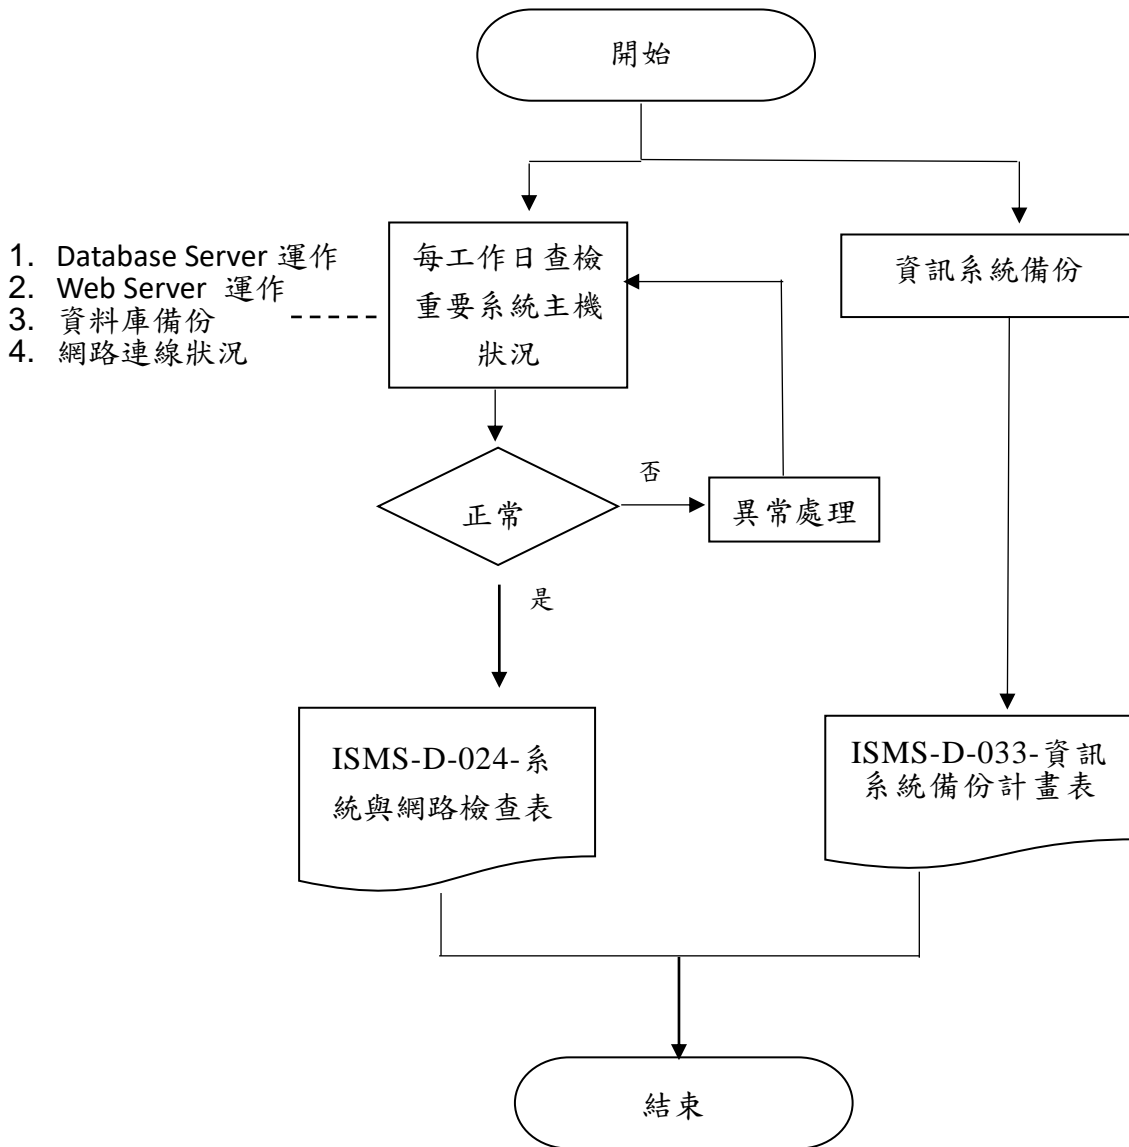 開始
1. Database Server 運作
2. Web Server 運作
3. 資料庫備份
4. 網路連線狀況
每工作日查檢
重要系統主機
狀況
資訊系統備份
正常
否
異常處理
是
ISMS-D-024-系
統與網路檢查表
ISMS-D-033-資訊
系統備份計畫表
結束